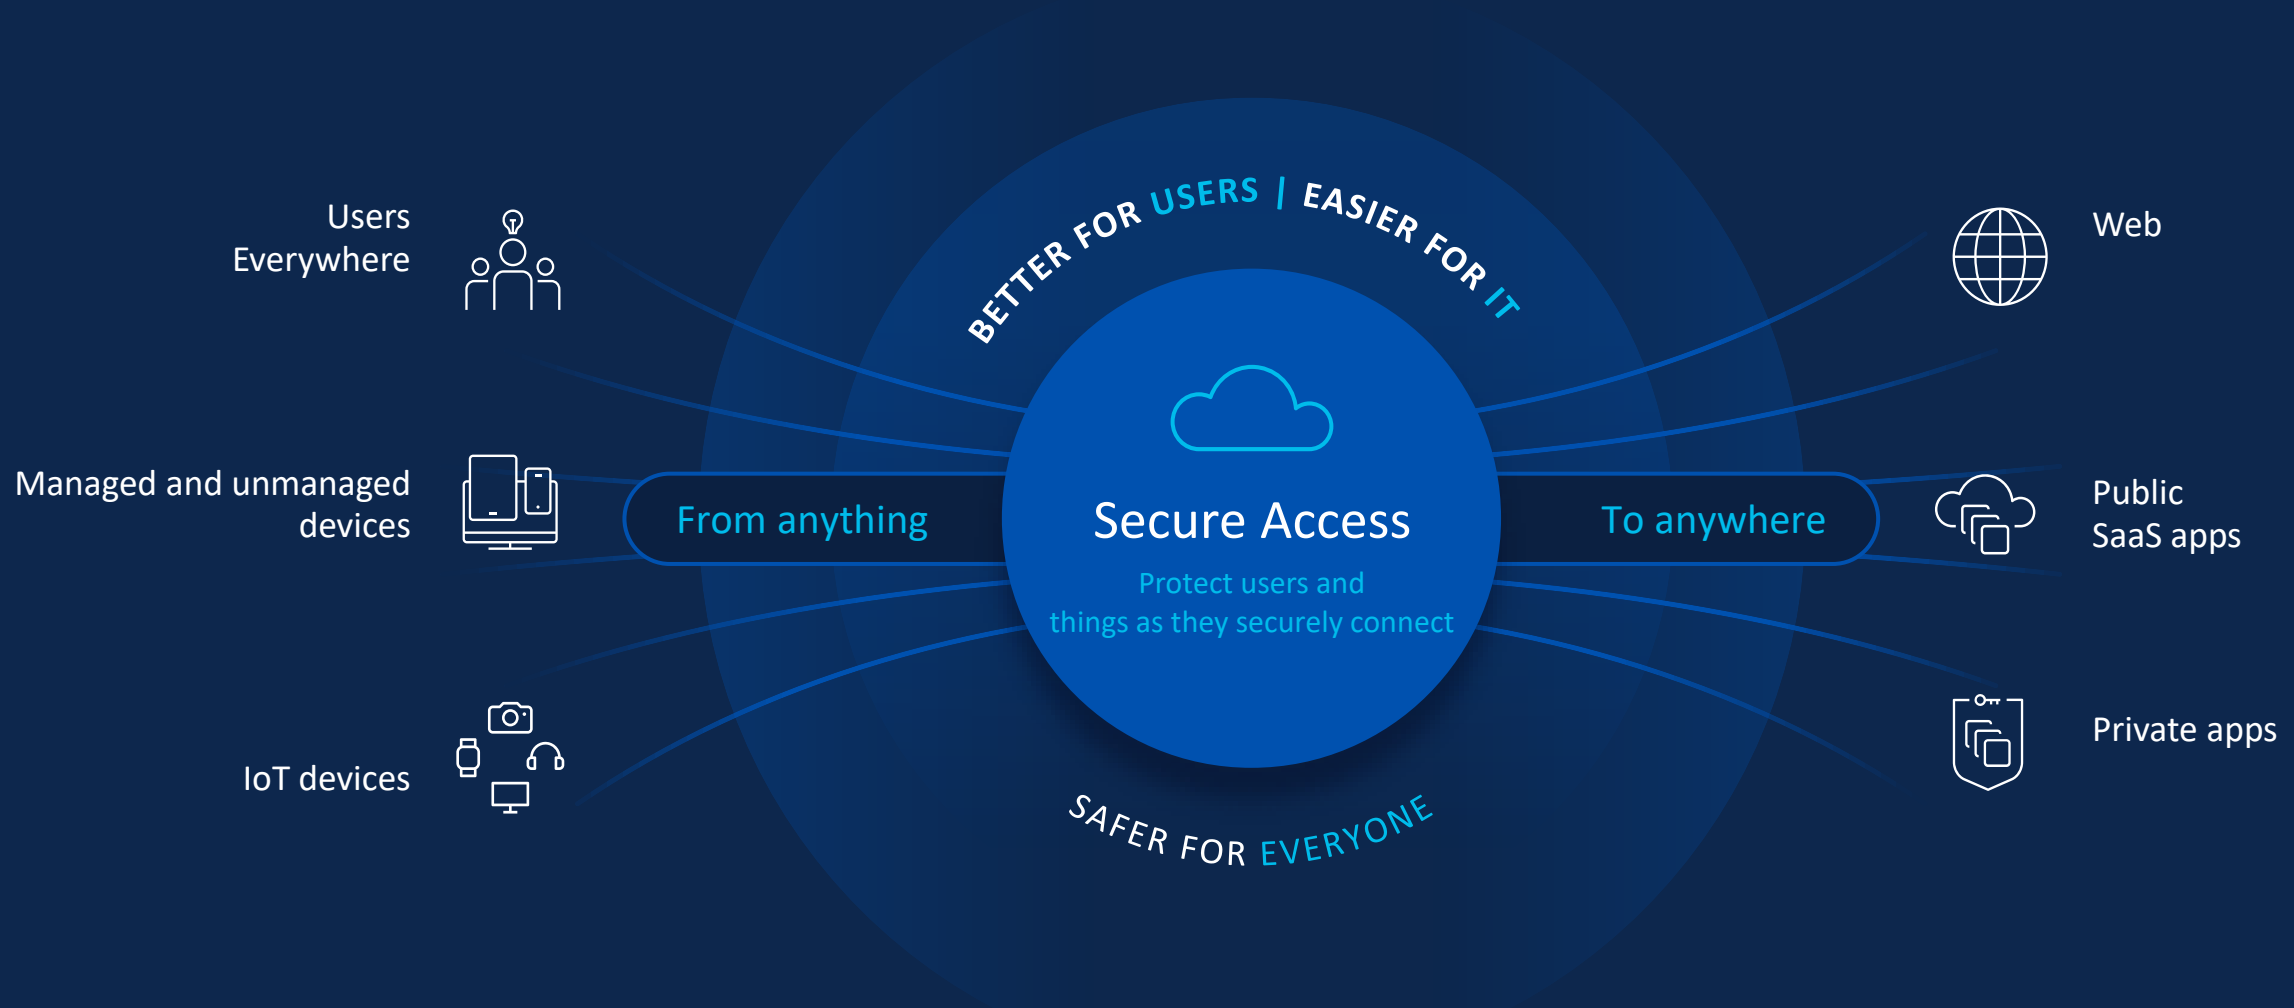 BETTER FOR USERS | EASIER FOR IT
Users
Everywhere
Managed and unmanaged
devices
IoT devices
From anything
Secure Access
Protect users and
things as they securely connect
To anywhere
Web
Public
SaaS apps
Private apps
SAFER FOR EVERYONE